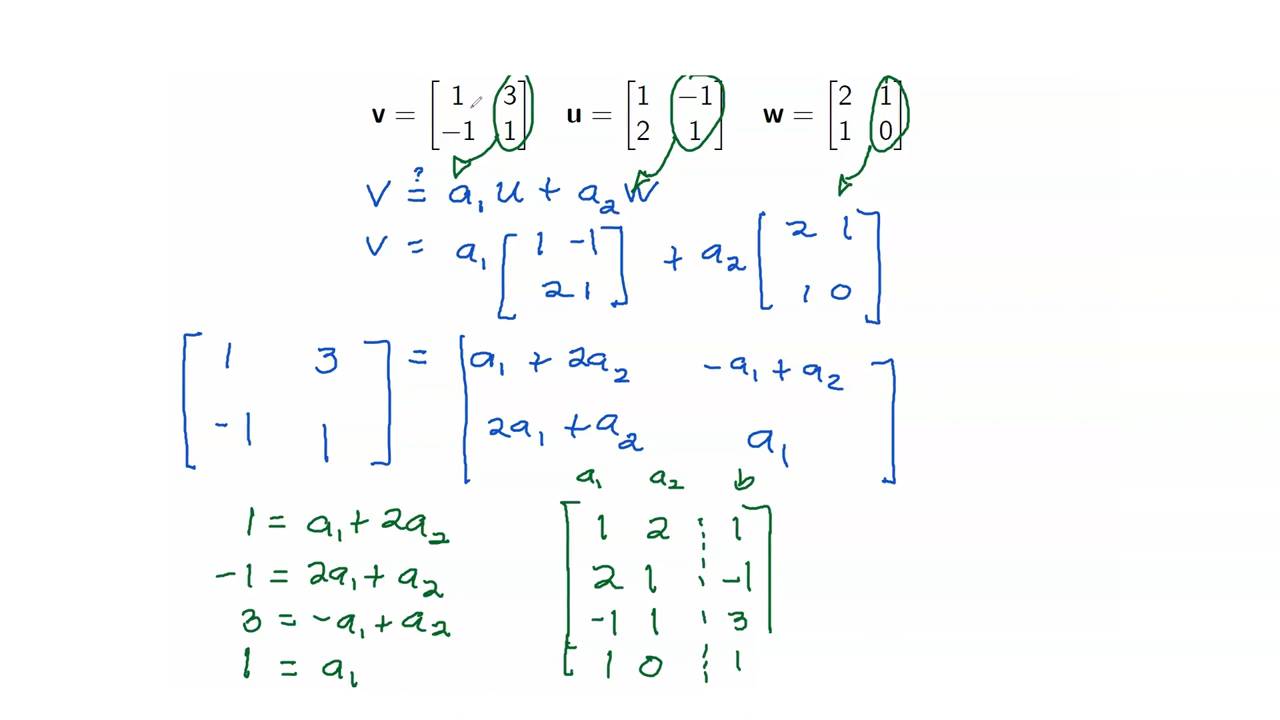 v = [1 3 −1 1] u = [1 −1 2 1] w = [2 1 1 0]
v ≟ a₁u + a₂w
v = a₁ [1 -1 2 1] + a₂ [2 1 1 0]
[1 3 = [a₁ + 2a₂ -a₁ + a₂
-1 1] 2a₁ + a₂ a₁]
a₁ a₂ b
1 = a₁ + 2a₂ [1 2 ¦ 1
-1 = 2a₁ + a₂ 2 1 ¦ -1
3 = -a₁ + a₂ -1 1 ¦ 3
1 = a₁ 1 0 ¦ 1]